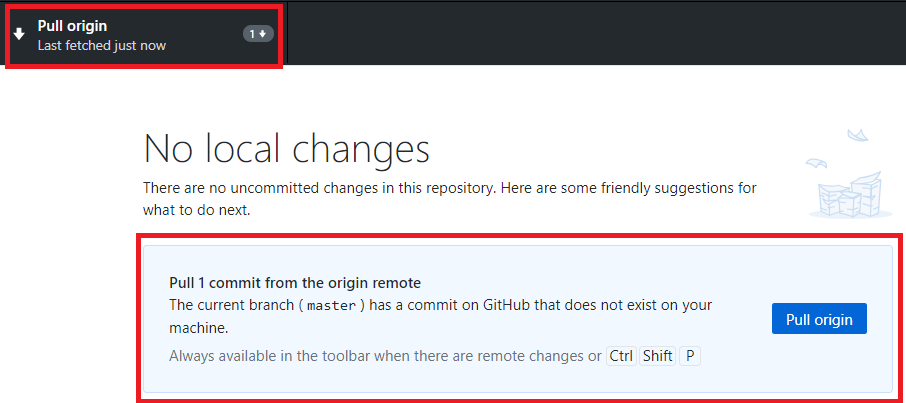 Pull origin
Last fetched just now
1
No local changes
There are no uncommitted changes in this repository. Here are some friendly suggestions for
what to do next.
Pull 1 commit from the origin remote
The current branch ( master ) has a commit on GitHub that does not exist on your
machine.
Pull origin
Always available in the toolbar when there are remote changes or Ctrl Shift P